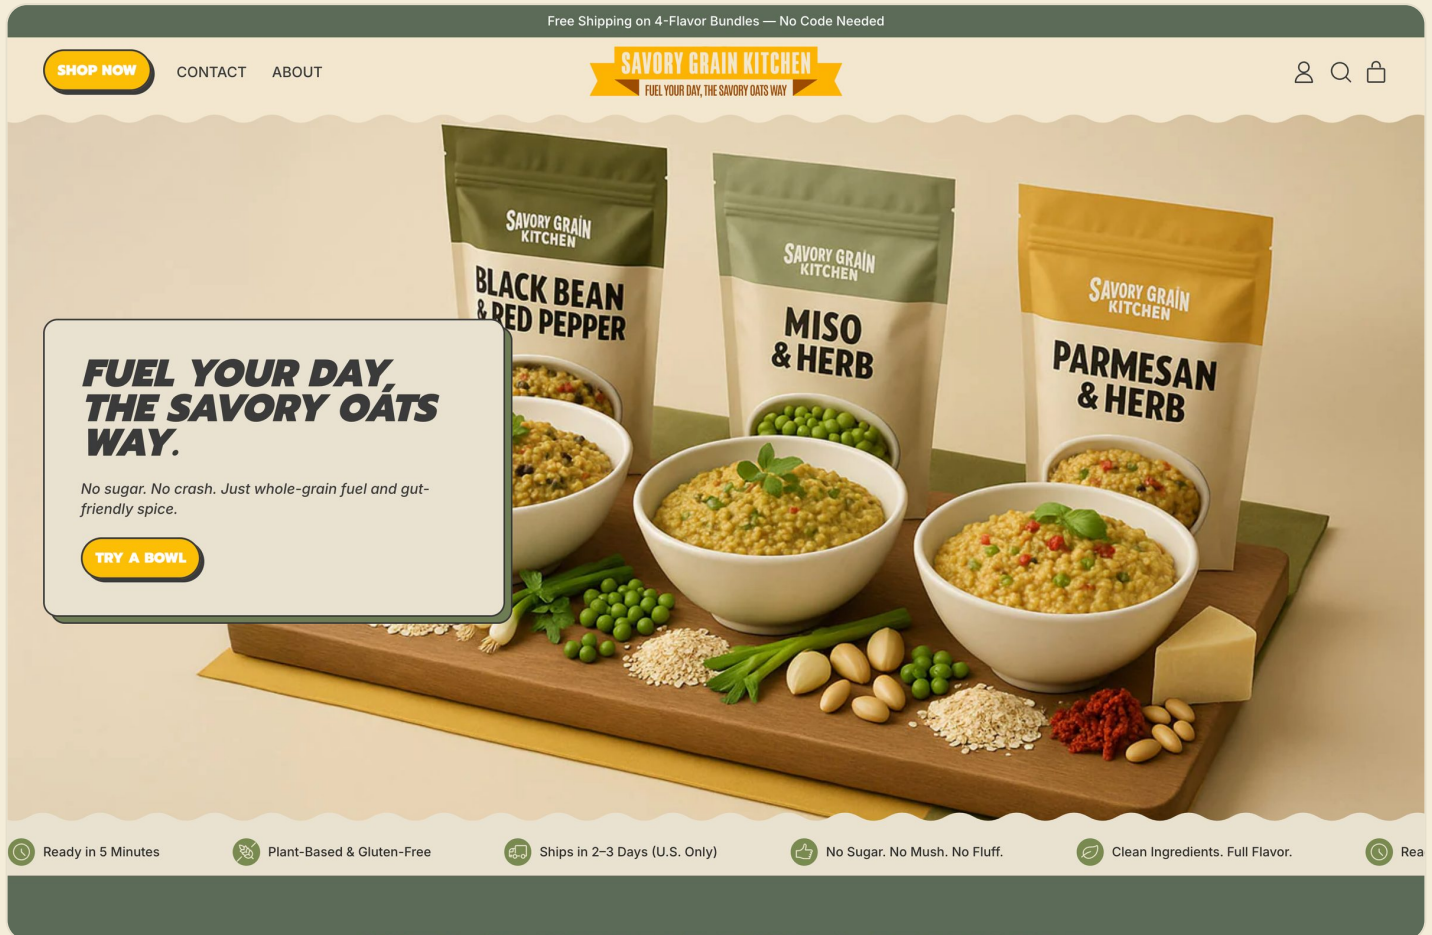 Free Shipping on 4-Flavor Bundles — No Code Needed
SHOP NOW
CONTACT
ABOUT
SAVORY GRAIN KITCHEN
FUEL YOUR DAY, THE SAVORY OATS WAY
SAVORY GRAIN
KITCHEN
BLACK BEAN
& RED PEPPER
SAVORY GRAIN
KITCHEN
MISO
& HERB
SAVORY GRAIN
KITCHEN
PARMESAN
& HERB
FUEL YOUR DAY,
THE SAVORY OATS
WAY.
No sugar. No crash. Just whole-grain fuel and gut-
friendly spice.
TRY A BOWL
Ready in 5 Minutes
Plant-Based & Gluten-Free
Ships in 2–3 Days (U.S. Only)
No Sugar. No Mush. No Fluff.
Clean Ingredients. Full Flavor.
Rea